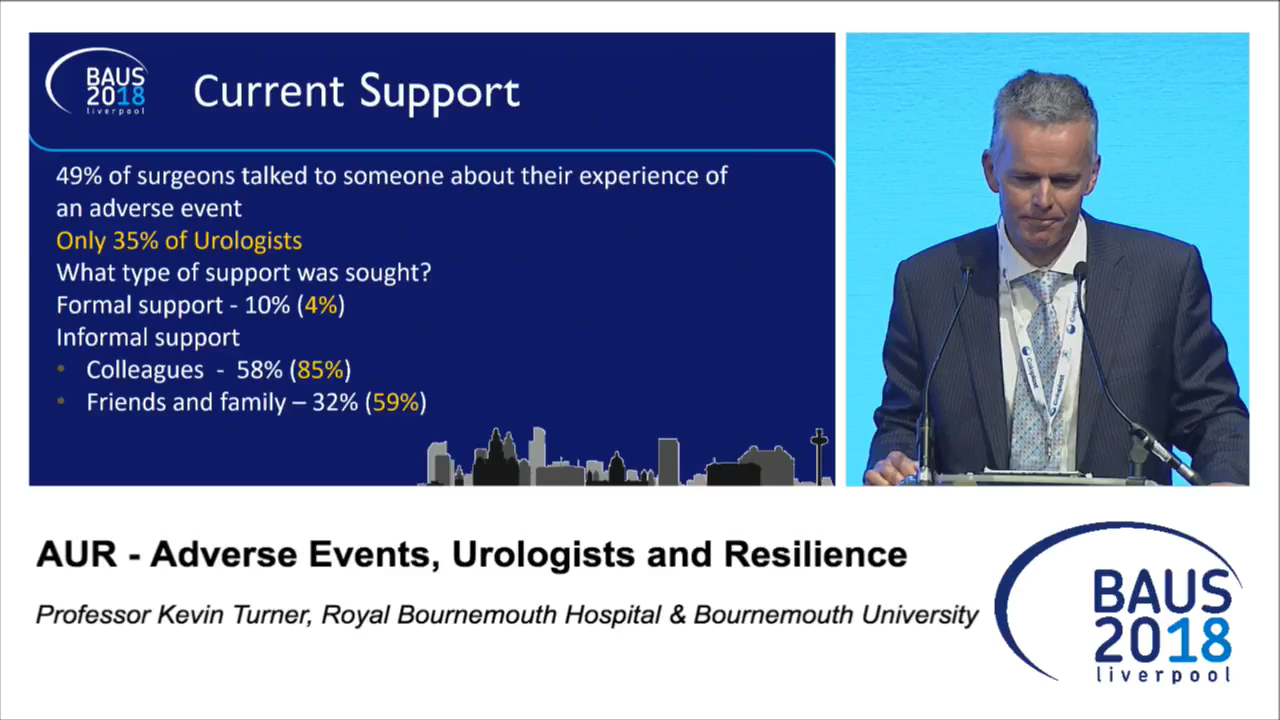 BAUS
2018
liverpool
Current Support
49% of surgeons talked to someone about their experience of
an adverse event
Only 35% of Urologists
What type of support was sought?
Formal support - 10% (4%)
Informal support
• Colleagues - 58% (85%)
• Friends and family – 32% (59%)
Coloplast
Coloplast
AUR - Adverse Events, Urologists and Resilience
Professor Kevin Turner, Royal Bournemouth Hospital & Bournemouth University
BAUS
2018
liverpool